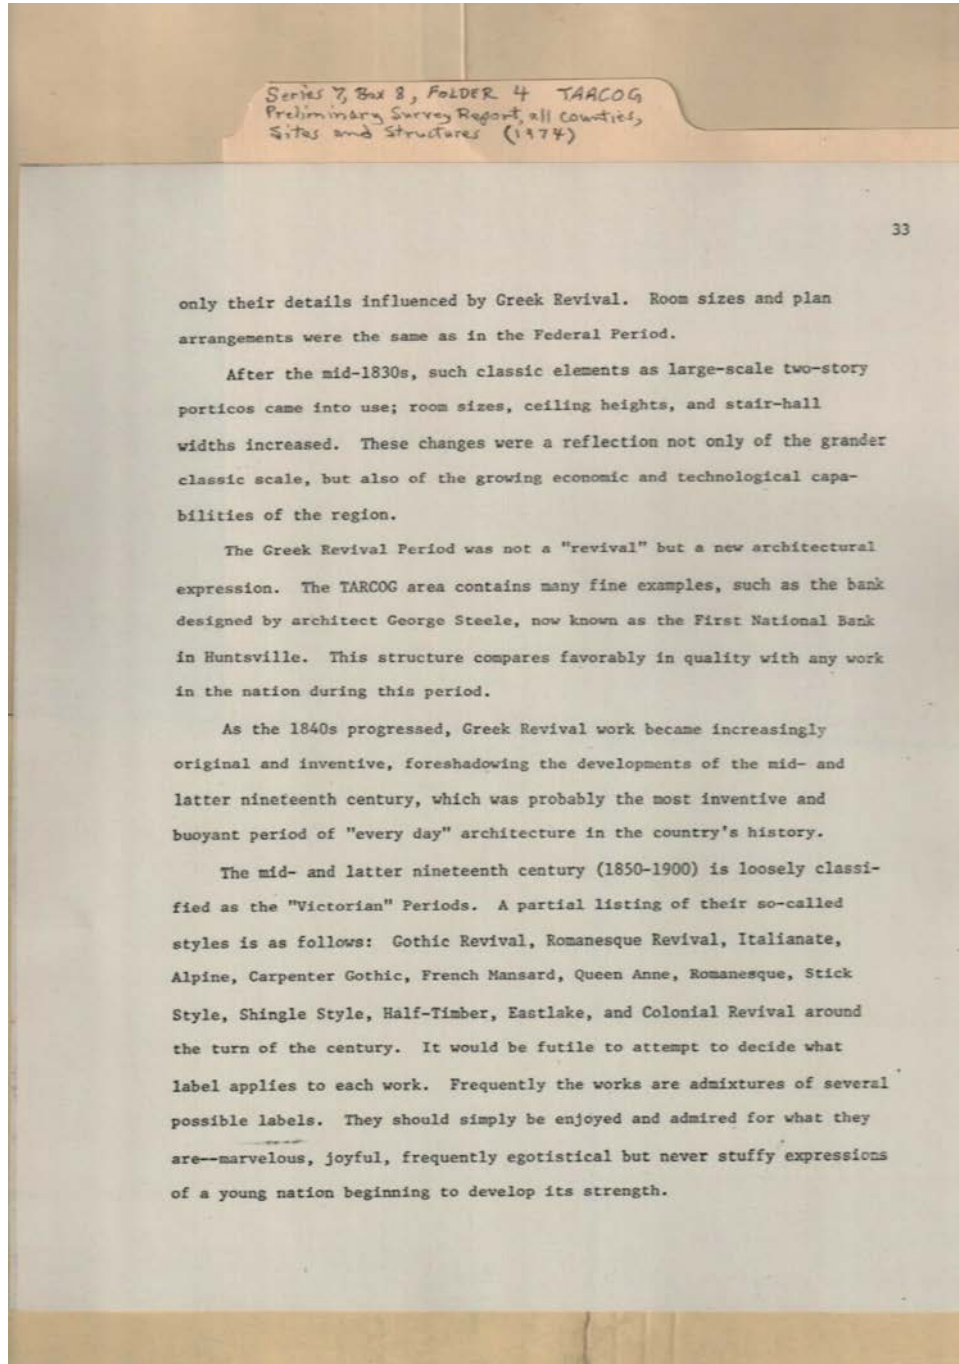 Series 7, Box 8, FOLDER 4 TARCOG
Preliminary Survey Report, all counties,
Sites and Structures (1974)
33
only their details influenced by Greek Revival. Room sizes and plan
arrangements were the same as in the Federal Period.
After the mid-1830s, such classic elements as large-scale two-story
porticos came into use; room sizes, ceiling heights, and stair-hall
widths increased. These changes were a reflection not only of the grander
classic scale, but also of the growing economic and technological capa-
bilities of the region.
The Greek Revival Period was not a "revival" but a new architectural
expression. The TARCOG area contains many fine examples, such as the bank
designed by architect George Steele, now known as the First National Bank
in Huntsville. This structure compares favorably in quality with any work
in the nation during this period.
As the 1840s progressed, Greek Revival work became increasingly
original and inventive, foreshadowing the developments of the mid- and
latter nineteenth century, which was probably the most inventive and
buoyant period of "every day" architecture in the country's history.
The mid- and latter nineteenth century (1850-1900) is loosely classi-
fied as the "Victorian" Periods. A partial listing of their so-called
styles is as follows: Gothic Revival, Romanesque Revival, Italianate,
Alpine, Carpenter Gothic, French Mansard, Queen Anne, Romanesque, Stick
Style, Shingle Style, Half-Timber, Eastlake, and Colonial Revival around
the turn of the century. It would be futile to attempt to decide what
label applies to each work. Frequently the works are admixtures of several
possible labels. They should simply be enjoyed and admired for what they
are--marvelous, joyful, frequently egotistical but never stuffy expressions
of a young nation beginning to develop its strength.